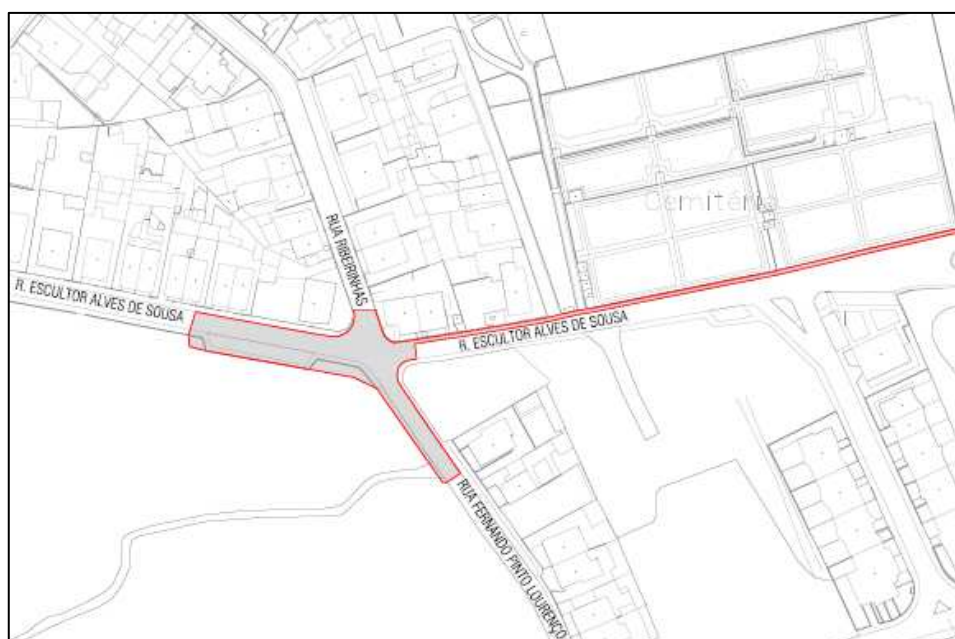 Cemitério
RUA RIBEIRINHAS
R. ESCULTOR ALVES DE SOUSA
R. ESCULTOR ALVES DE SOUSA
RUA FERNANDO PINTO LOURENÇO